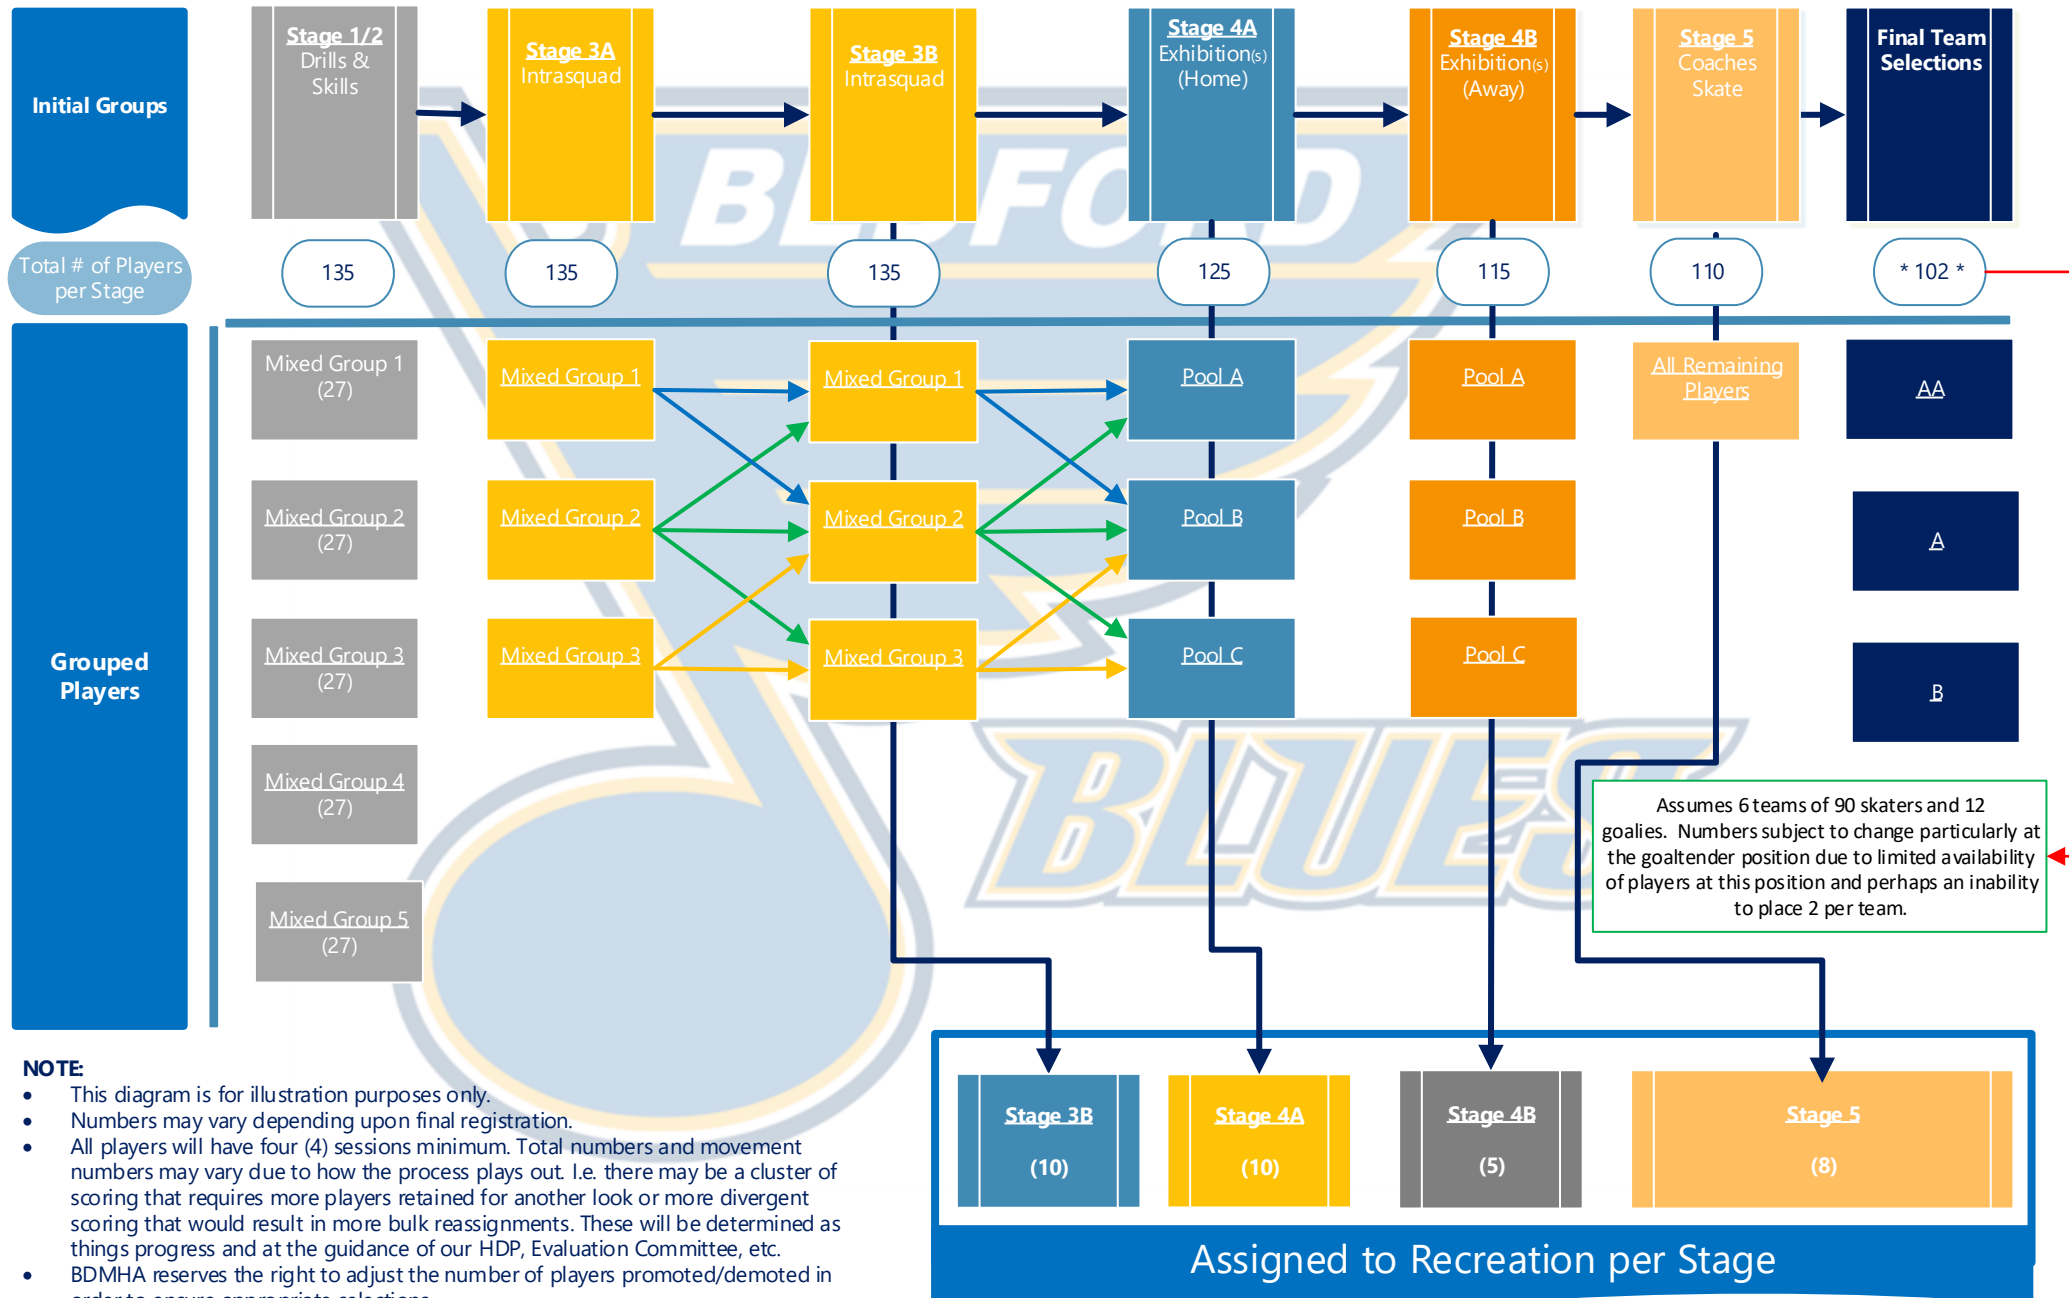 Initial Groups
Stage 1/2
Drills &
Skills
Stage 3A
Intrasquad
Stage 3B
Intrasquad
Stage 4A
Exhibition(s)
(Home)
Stage 4B
Exhibition(s)
(Away)
Stage 5
Coaches
Skate
Final Team
Selections
Total # of Players
per Stage
135
135
135
125
115
110
* 102 *
BEDFORD
BLUES
Grouped
Players
Mixed Group 1
(27)
Mixed Group 2
(27)
Mixed Group 3
(27)
Mixed Group 4
(27)
Mixed Group 5
(27)
Mixed Group 1
Mixed Group 2
Mixed Group 3
Mixed Group 1
Mixed Group 2
Mixed Group 3
Pool A
Pool B
Pool C
Pool A
Pool B
Pool C
All Remaining
Players
AA
A
B
Assumes 6 teams of 90 skaters and 12
goalies. Numbers subject to change particularly at
the goaltender position due to limited availability
of players at this position and perhaps an inability
to place 2 per team.
NOTE:
• This diagram is for illustration purposes only.
• Numbers may vary depending upon final registration.
• All players will have four (4) sessions minimum. Total numbers and movement
numbers may vary due to how the process plays out. I.e. there may be a cluster of
scoring that requires more players retained for another look or more divergent
scoring that would result in more bulk reassignments. These will be determined as
things progress and at the guidance of our HDP, Evaluation Committee, etc.
• BDMHA reserves the right to adjust the number of players promoted/demoted in
order to ensure appropriate selections
Stage 3B
(10)
Stage 4A
(10)
Stage 4B
(5)
Stage 5
(8)
Assigned to Recreation per Stage